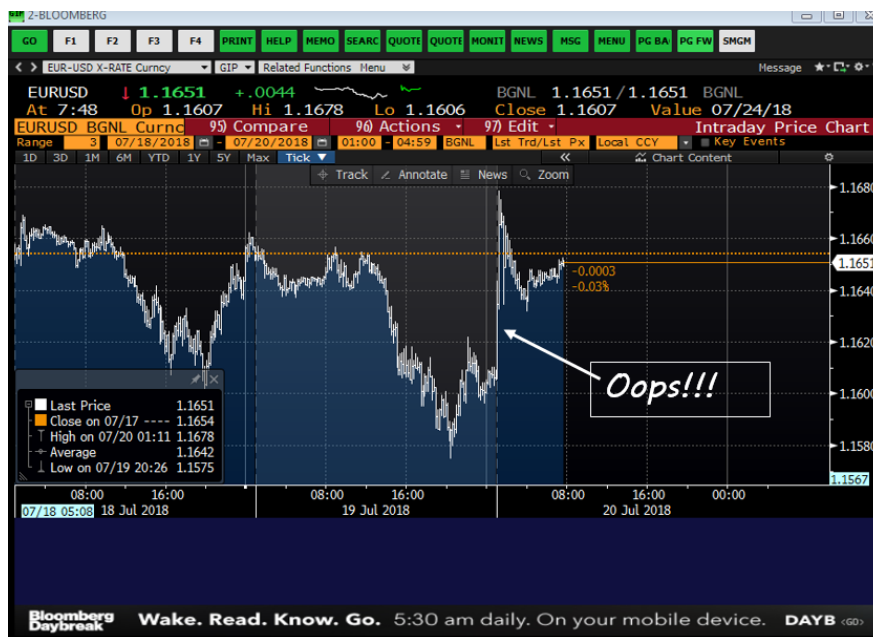 GIP 2-BLOOMBERG
GO F1 F2 F3 F4 PRINT HELP MEMO SEARC QUOTE QUOTE MONIT NEWS MSG MENU PG BA PG FW SMGM
< > EUR-USD X-RATE Curncy GIP Related Functions Menu Message
EURUSD ↓ 1.1651 +.0044 BGNL 1.1651/1.1651 BGNL
At 7:48 Op 1.1607 Hi 1.1678 Lo 1.1606 Close 1.1607 Value 07/24/18
EURUSD BGNL Curnc 95) Compare 96) Actions 97) Edit Intraday Price Chart
Range 3 07/18/2018 - 07/20/2018 01:00 - 04:59 BGNL Lst Trd/Lst Px Local CCY Key Events
1D 3D 1M 6M YTD 1Y 5Y Max Tick ▼ « Chart Content
Track Annotate News Zoom
1.1680
1.1660
1.1651
-0.0003
-0.03%
1.1640
1.1620
Oops!!!
1.1600
Last Price 1.1651
Close on 07/17 ---- 1.1654
High on 07/20 01:11 1.1678
Average 1.1642
Low on 07/19 20:26 1.1575
1.1580
1.1567
08:00 16:00 08:00 16:00 08:00 16:00 00:00
07/18 05:08 18 Jul 2018 19 Jul 2018 20 Jul 2018
Bloomberg Daybreak Wake. Read. Know. Go. 5:30 am daily. On your mobile device. DAYB <GO>